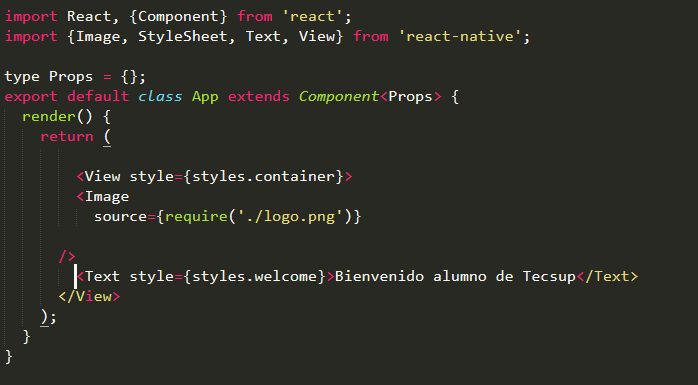 import React, {Component} from 'react';
import {Image, StyleSheet, Text, View} from 'react-native';
type Props = {};
export default class App extends Component<Props> {
render() {
return (
<View style={styles.container}>
<Image
source={require('./logo.png')}
/>
<Text style={styles.welcome}>Bienvenido alumno de Tecsup</Text>
</View>
);
}
}